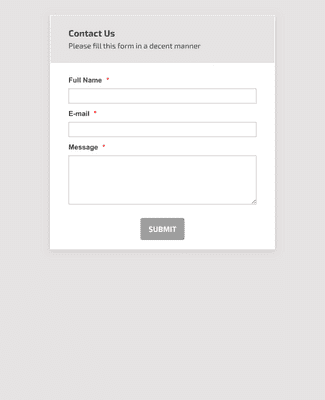 Contact Us
Please fill this form in a decent manner
Full Name *
E-mail *
Message *
SUBMIT